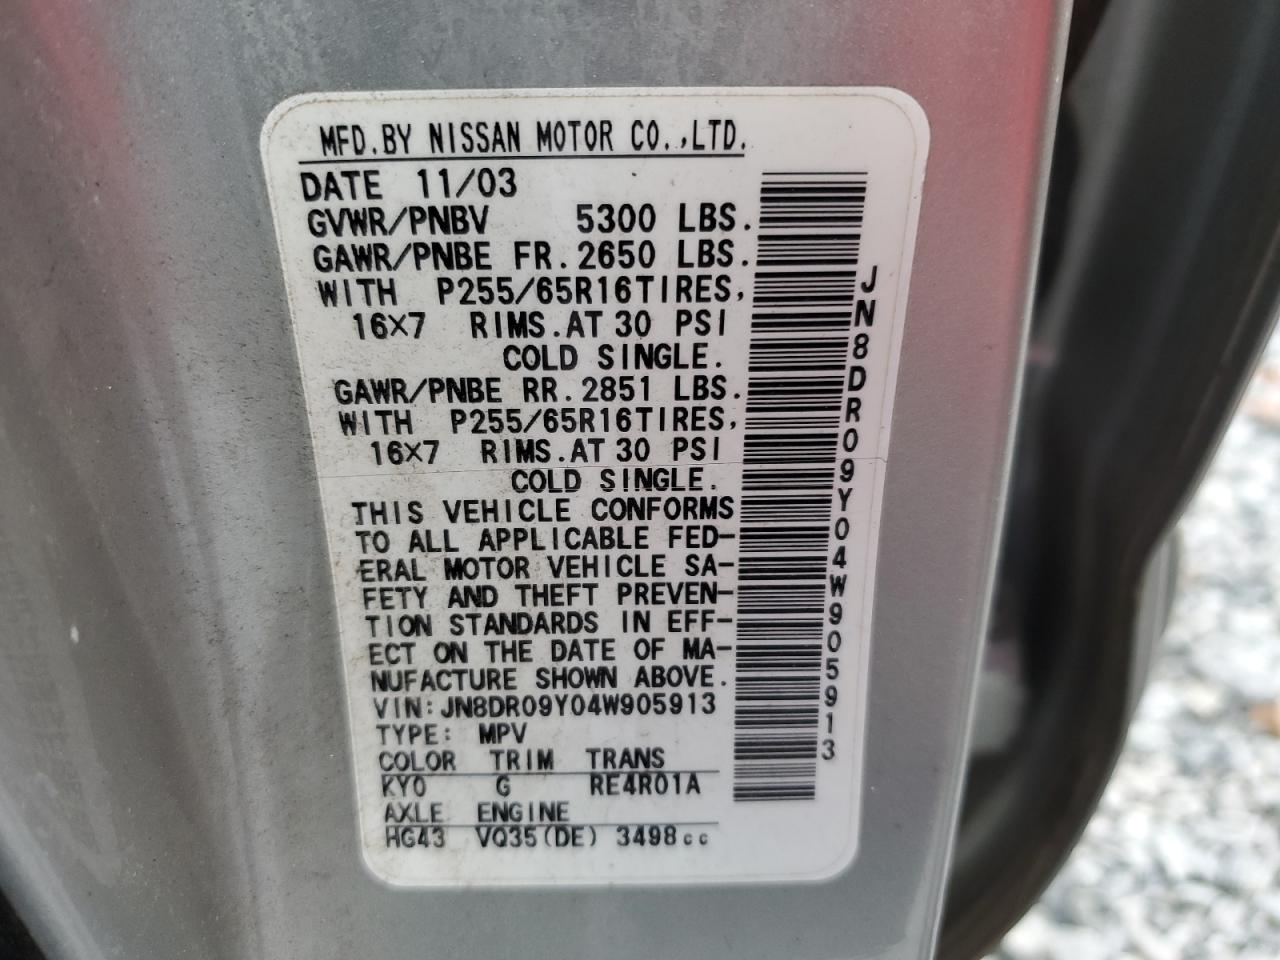 MFD.BY NISSAN MOTOR CO.,LTD.
DATE 11/03
GVWR/PNBV 5300 LBS.
GAWR/PNBE FR.2650 LBS.
WITH P255/65R16TIRES,
16×7 RIMS.AT 30 PSI
COLD SINGLE.
GAWR/PNBE RR.2851 LBS.
WITH P255/65R16TIRES,
16×7 RIMS.AT 30 PSI
COLD SINGLE.
THIS VEHICLE CONFORMS
TO ALL APPLICABLE FED-
ERAL MOTOR VEHICLE SA-
FETY AND THEFT PREVEN-
TION STANDARDS IN EFF-
ECT ON THE DATE OF MA-
NUFACTURE SHOWN ABOVE.
VIN:JN8DR09Y04W905913
TYPE: MPV
COLOR TRIM TRANS
KY0 G RE4R01A
AXLE ENGINE
HG43 VQ35(DE) 3498cc
JN8DR09Y04W905913